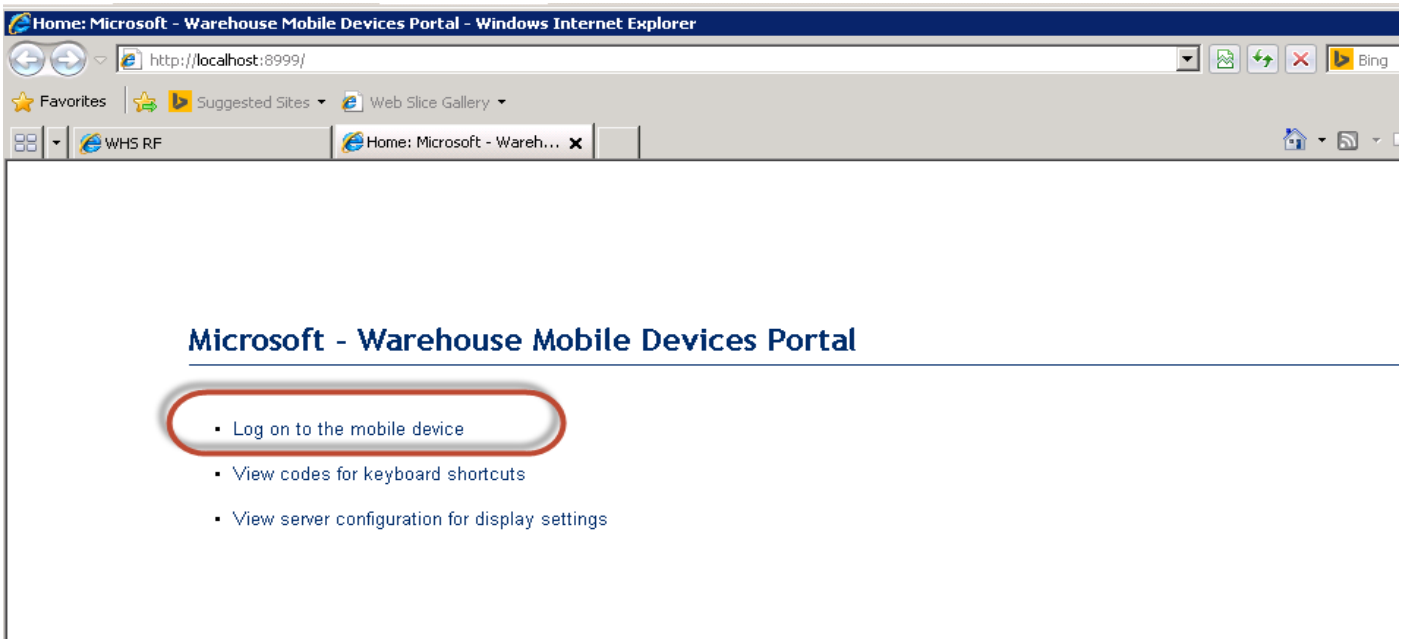 Home: Microsoft - Warehouse Mobile Devices Portal - Windows Internet Explorer
http://localhost:8999/
Bing
Favorites Suggested Sites Web Slice Gallery
WHS RF Home: Microsoft - Wareh...
Microsoft - Warehouse Mobile Devices Portal
Log on to the mobile device
View codes for keyboard shortcuts
View server configuration for display settings